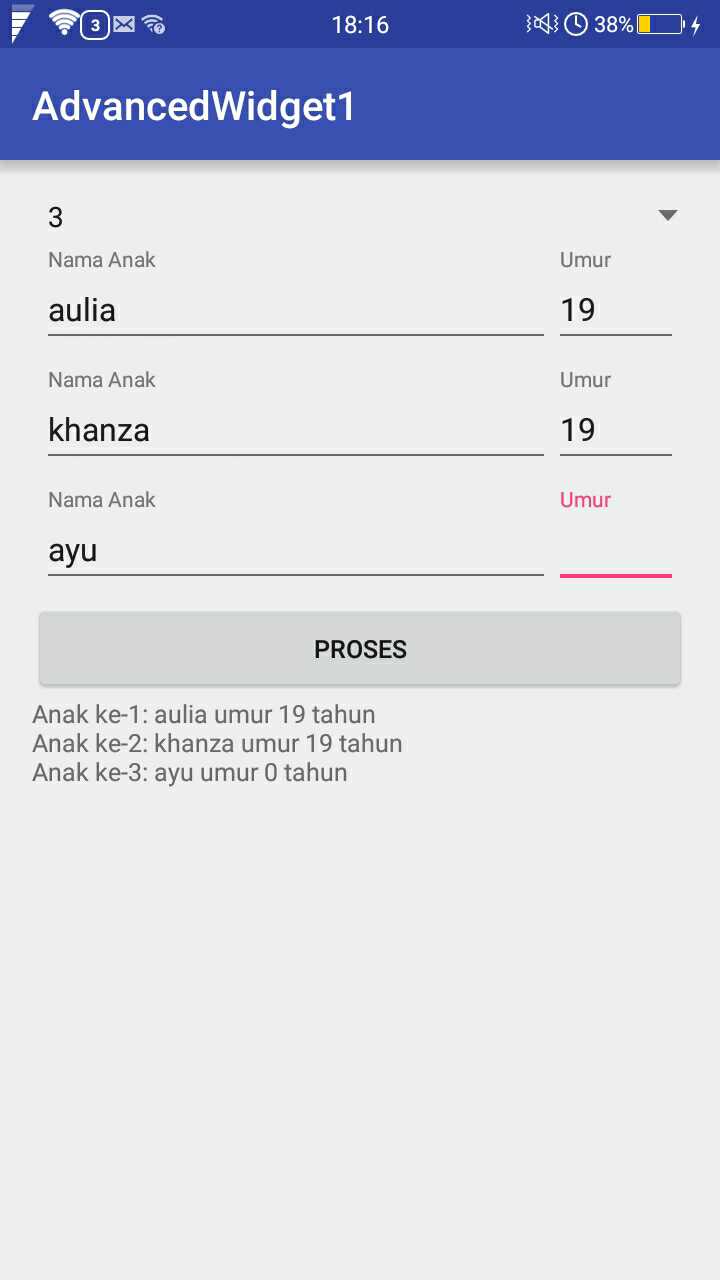 3 18:16 38%
AdvancedWidget1
3
Nama Anak Umur
aulia 19
Nama Anak Umur
khanza 19
Nama Anak Umur
ayu
PROSES
Anak ke-1: aulia umur 19 tahun
Anak ke-2: khanza umur 19 tahun
Anak ke-3: ayu umur 0 tahun